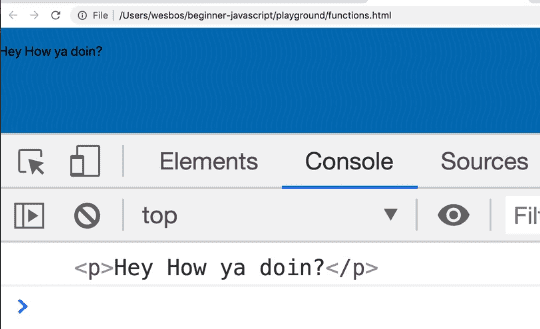 File | /Users/wesbos/beginner-javascript/playground/functions.html
Hey How ya doin?
Elements Console Sources
top
<p>Hey How ya doin?</p>